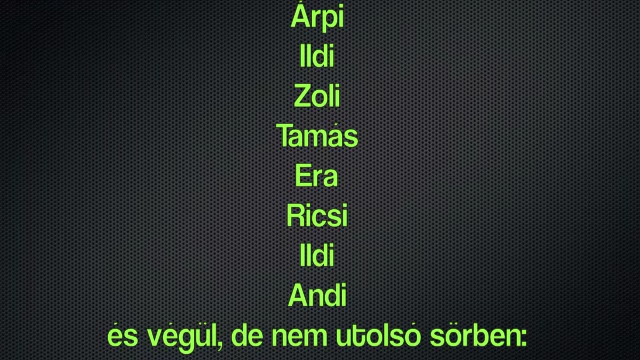 Árpi
Ildi
Zoli
Tamás
Era
Ricsi
Ildi
Andi
és végül, de nem utolsó sörben: